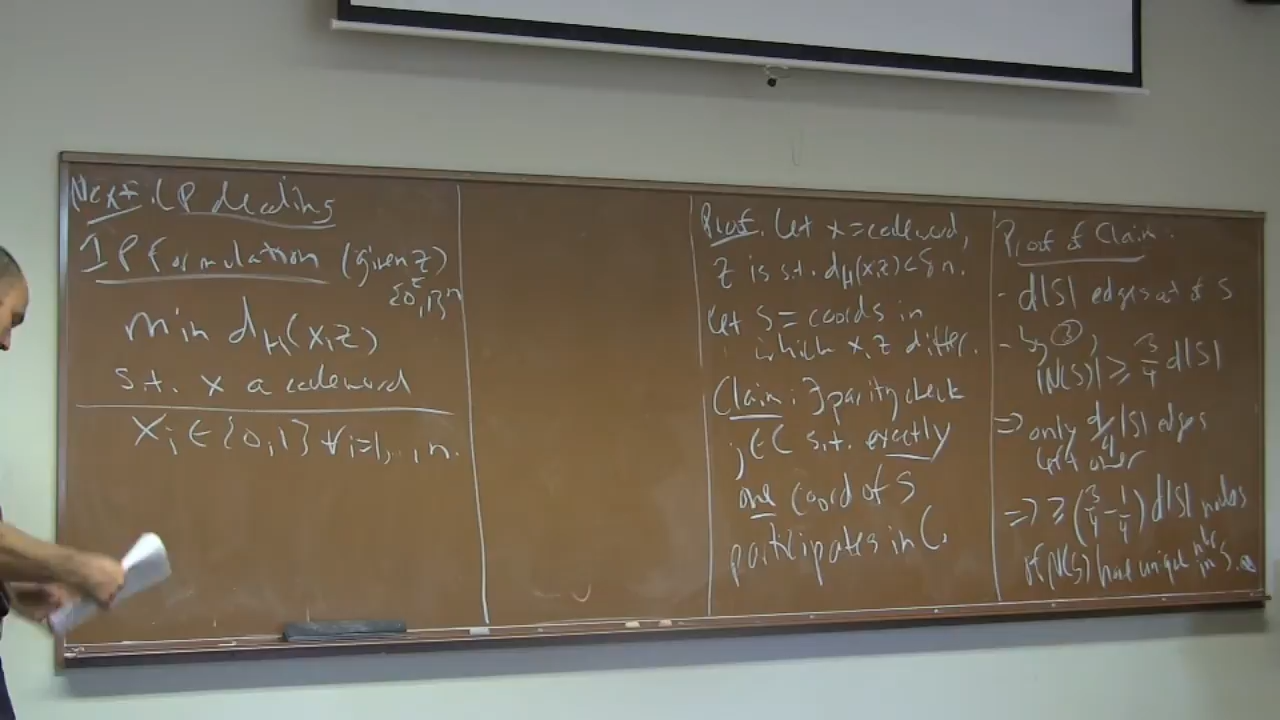 Next: LP decoding
IP formulation (given z)
{0,1}ⁿ
min d_H(x,z)
s.t. x a codeword
x_i ∈ {0,1} ∀i=1,..,n.
Proof. Let x=codeword,
z is s.t. d_H(x,z)<δn.
Let S = coords in
which x,z differ.
Claim: ∃ parity check
j∈C s.t. exactly
one coord of S
participates in C.
Proof of Claim:
- d|S| edges out of S
- by ③,
|N(S)| ≥ 3/4 d|S|
⇒ only d/4 |S| edges
left over
⇒ ≥ (3/4 - 1/4) d|S| nodes
of N(S) have unique nbr in S.